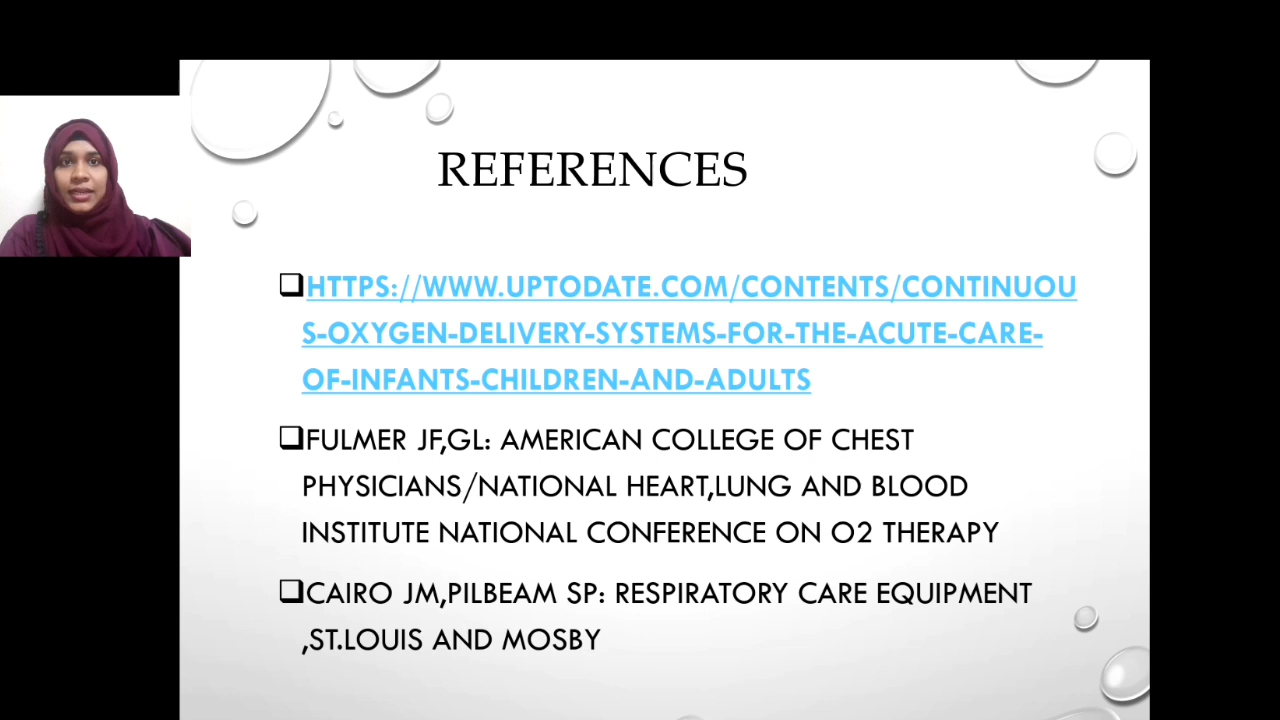 REFERENCES
HTTPS://WWW.UPTODATE.COM/CONTENTS/CONTINUOU
S-OXYGEN-DELIVERY-SYSTEMS-FOR-THE-ACUTE-CARE-
OF-INFANTS-CHILDREN-AND-ADULTS
FULMER JF,GL: AMERICAN COLLEGE OF CHEST
PHYSICIANS/NATIONAL HEART,LUNG AND BLOOD
INSTITUTE NATIONAL CONFERENCE ON O2 THERAPY
CAIRO JM,PILBEAM SP: RESPIRATORY CARE EQUIPMENT
,ST.LOUIS AND MOSBY